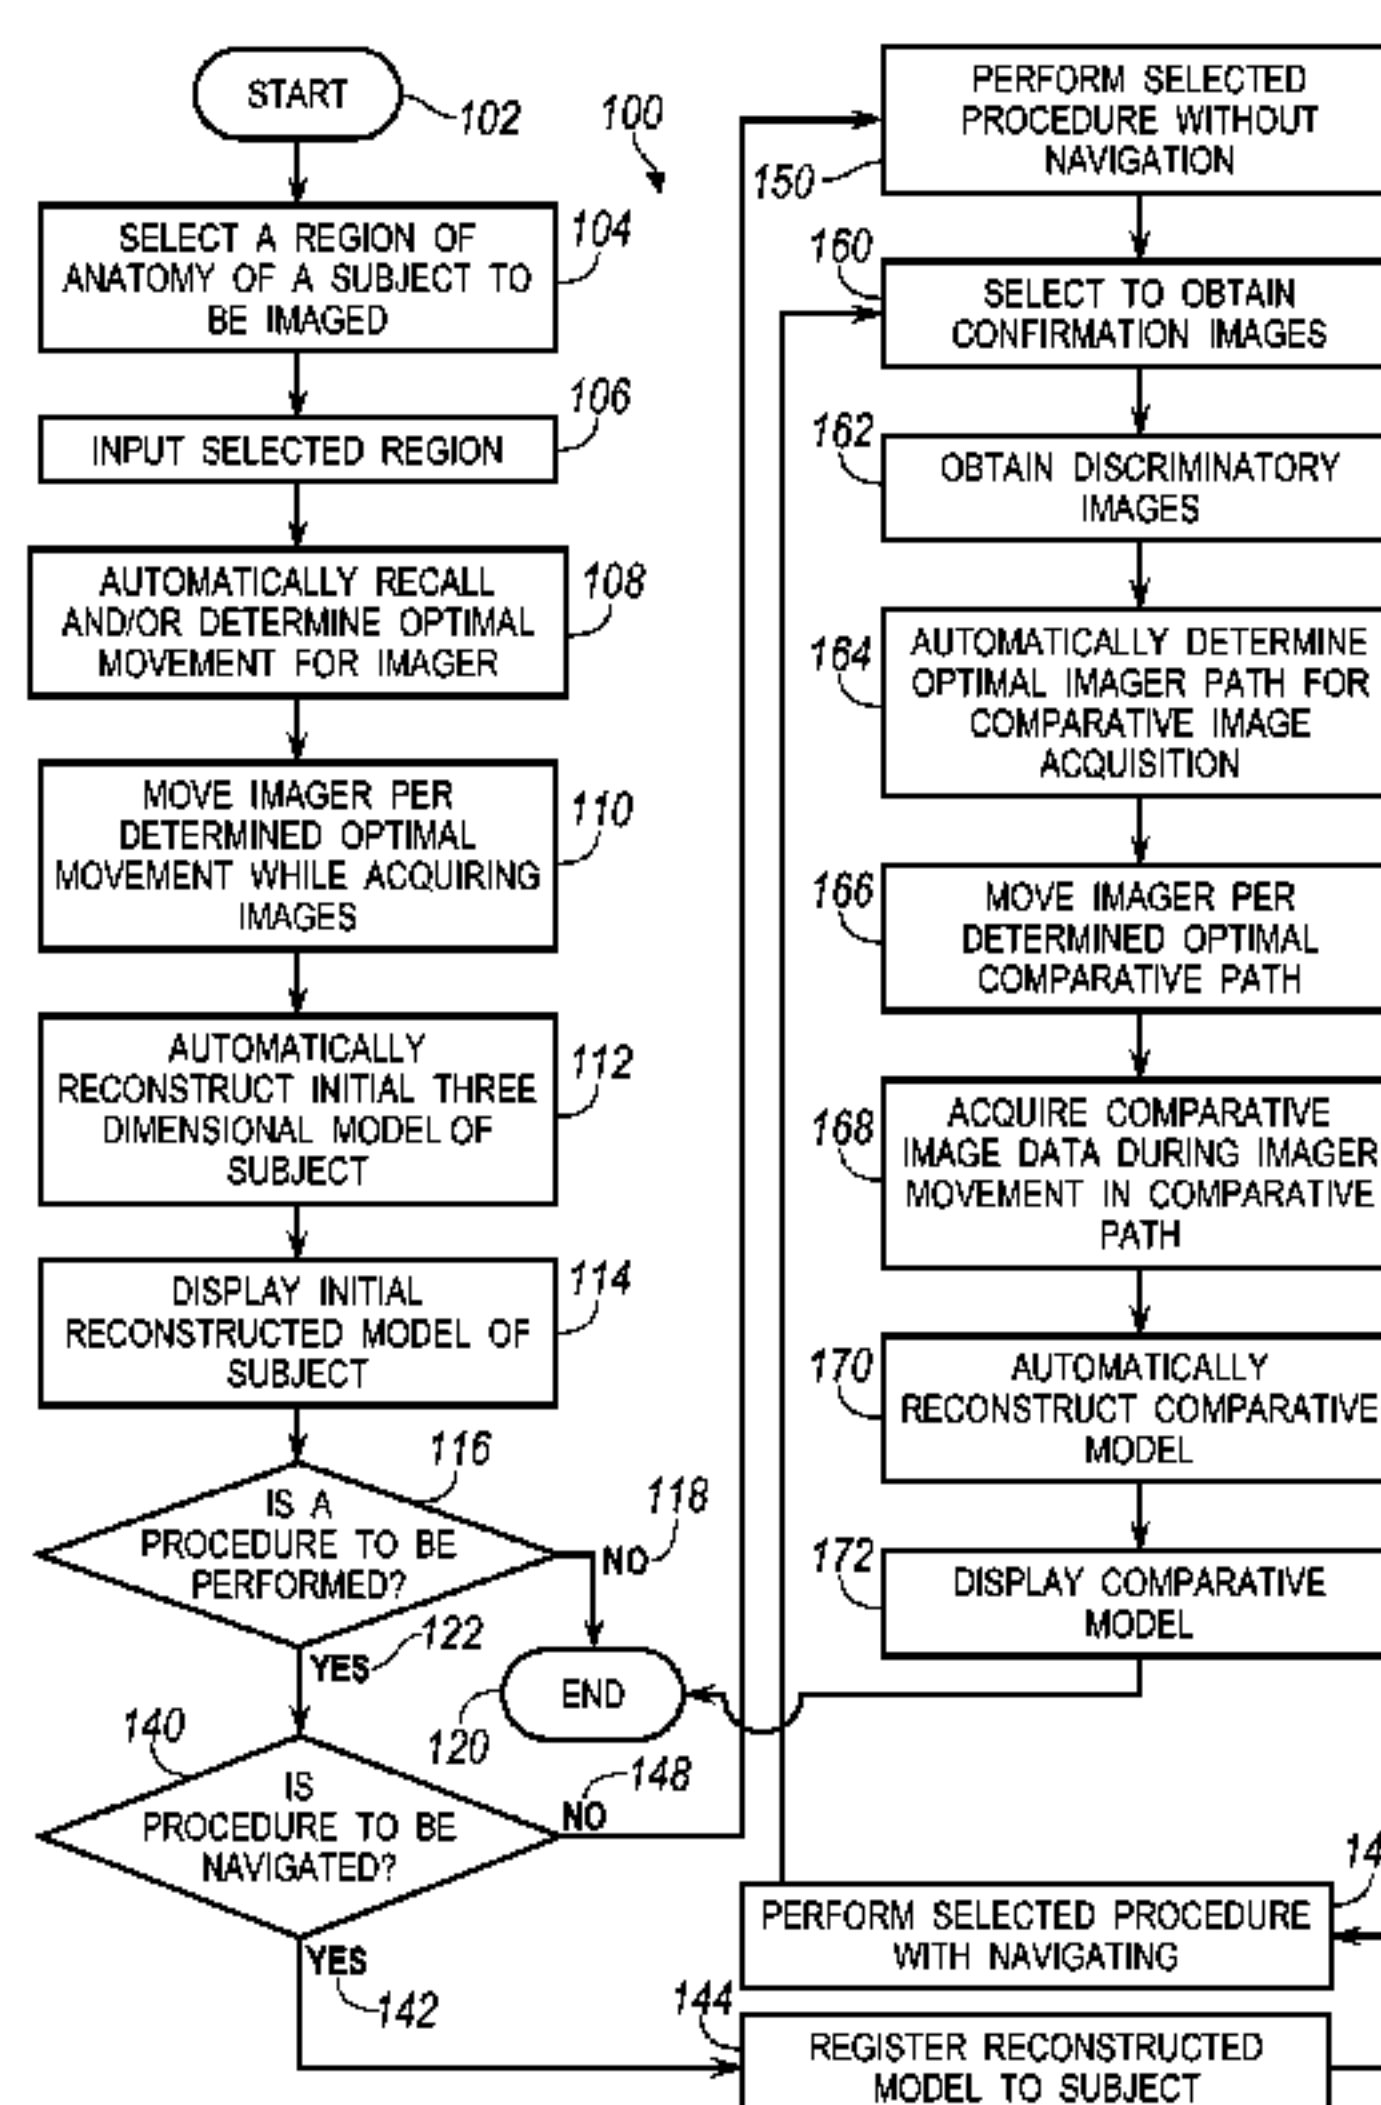 START
102
100
SELECT A REGION OF
ANATOMY OF A SUBJECT TO
BE IMAGED
104
INPUT SELECTED REGION
106
AUTOMATICALLY RECALL
AND/OR DETERMINE OPTIMAL
MOVEMENT FOR IMAGER
108
MOVE IMAGER PER
DETERMINED OPTIMAL
MOVEMENT WHILE ACQUIRING
IMAGES
110
AUTOMATICALLY
RECONSTRUCT INITIAL THREE
DIMENSIONAL MODEL OF
SUBJECT
112
DISPLAY INITIAL
RECONSTRUCTED MODEL OF
SUBJECT
114
116
IS A
PROCEDURE TO BE
PERFORMED?
118
NO
YES
122
END
120
140
IS
PROCEDURE TO BE
NAVIGATED?
148
NO
YES
142
PERFORM SELECTED
PROCEDURE WITHOUT
NAVIGATION
150
160
SELECT TO OBTAIN
CONFIRMATION IMAGES
162
OBTAIN DISCRIMINATORY
IMAGES
164
AUTOMATICALLY DETERMINE
OPTIMAL IMAGER PATH FOR
COMPARATIVE IMAGE
ACQUISITION
166
MOVE IMAGER PER
DETERMINED OPTIMAL
COMPARATIVE PATH
168
ACQUIRE COMPARATIVE
IMAGE DATA DURING IMAGER
MOVEMENT IN COMPARATIVE
PATH
170
AUTOMATICALLY
RECONSTRUCT COMPARATIVE
MODEL
172
DISPLAY COMPARATIVE
MODEL
PERFORM SELECTED PROCEDURE
WITH NAVIGATING
144
REGISTER RECONSTRUCTED
MODEL TO SUBJECT